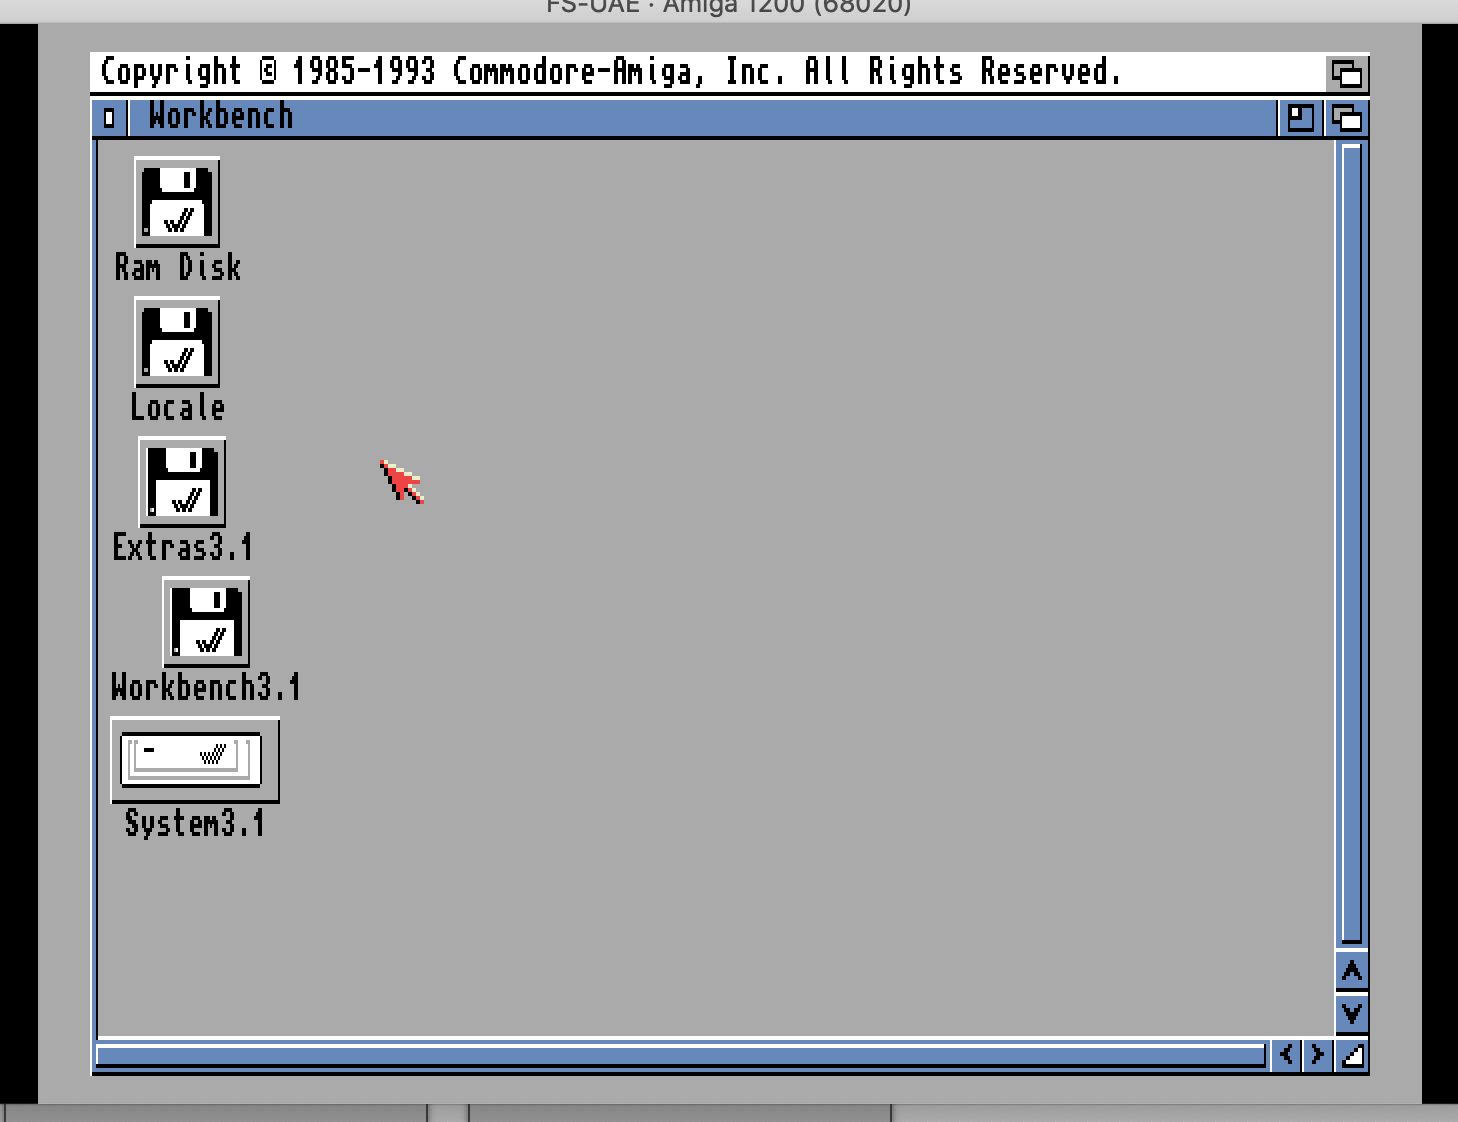 FS-UAE · Amiga 1200 (68020)
Copyright © 1985-1993 Commodore-Amiga, Inc. All Rights Reserved.
Workbench
Ram Disk
Locale
Extras3.1
Workbench3.1
System3.1